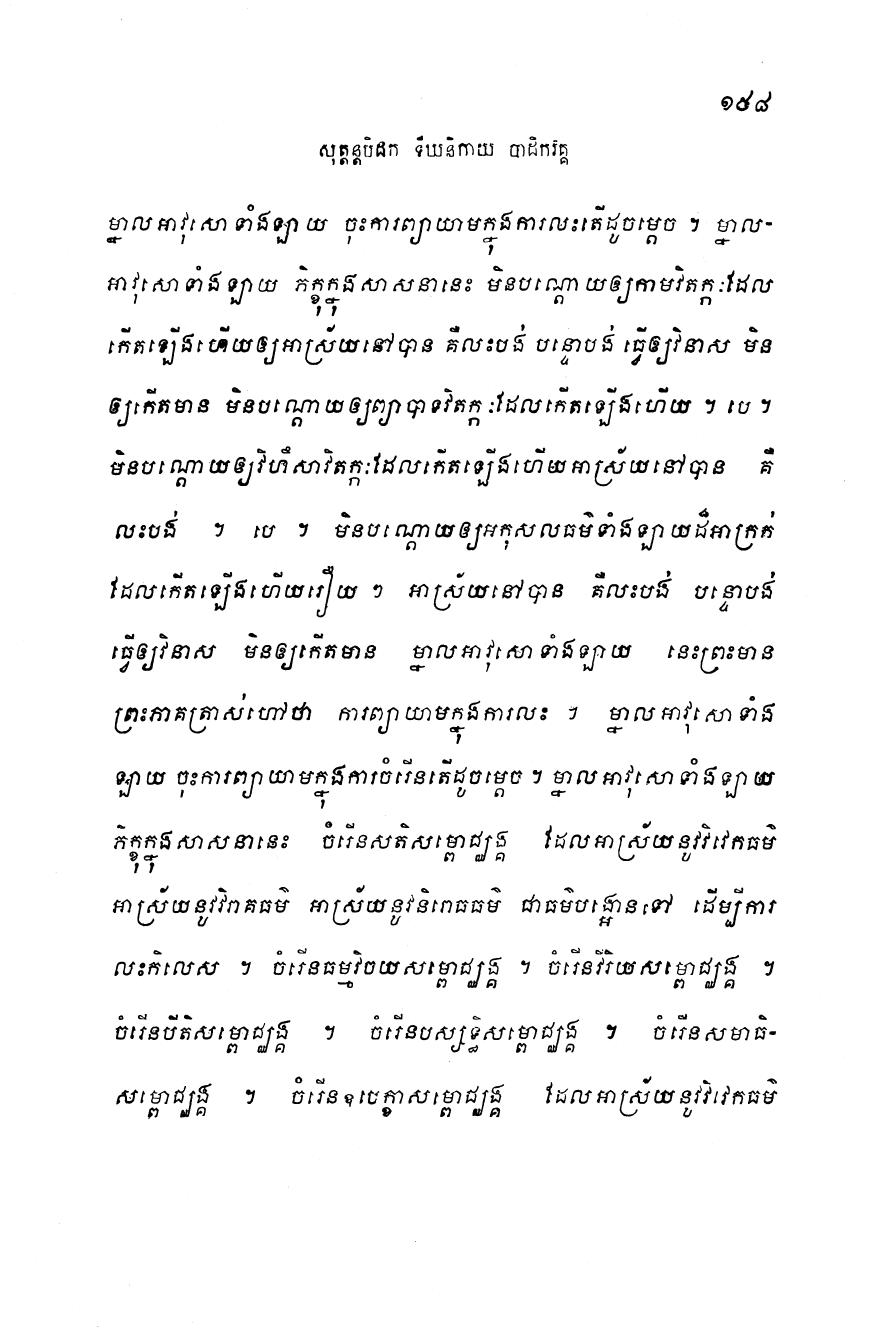 ១៩៨
សុត្តន្តបិដក ទីឃនិកាយ បាដិកវគ្គ
ម្នាលអាវុសោទាំងឡាយ ចុះការព្យាយាមក្នុងការលះតើដូចម្តេច ។ ម្នាល-
អាវុសោទាំងឡាយ ភិក្ខុក្នុងសាសនានេះ មិនបណ្តោយឲ្យកាមវិតក្កៈដែល
កើតឡើងហើយឲ្យអាស្រ័យនៅបាន គឺលះបង់ បន្ទោបង់ ធ្វើឲ្យវិនាស មិន
ឲ្យកើតមាន មិនបណ្តោយឲ្យព្យាបាទវិតក្កៈដែលកើតឡើងហើយ ។ បេ ។
មិនបណ្តោយឲ្យវិហឹសាវិតក្កៈដែលកើតឡើងហើយអាស្រ័យនៅបាន គឺ
លះបង់ ។ បេ ។ មិនបណ្តោយឲ្យអកុសលធម៌ទាំងឡាយដ៏អាក្រក់
ដែលកើតឡើងហើយរឿយ ៗ អាស្រ័យនៅបាន គឺលះបង់ បន្ទោបង់
ធ្វើឲ្យវិនាស មិនឲ្យកើតមាន ម្នាលអាវុសោទាំងឡាយ នេះព្រះមាន
ព្រះភាគត្រាស់ហៅថា ការព្យាយាមក្នុងការលះ ។ ម្នាលអាវុសោទាំង
ឡាយ ចុះការព្យាយាមក្នុងការចំរើនតើដូចម្តេច ។ ម្នាលអាវុសោទាំងឡាយ
ភិក្ខុក្នុងសាសនានេះ ចំរើនសតិសម្ពោជ្ឈង្គ ដែលអាស្រ័យនូវវិវេកធម៌
អាស្រ័យនូវវិរាគធម៌ អាស្រ័យនូវនិរោធធម៌ ជាធម៌បង្អោនទៅ ដើម្បីការ
លះកិលេស ។ ចំរើនធម្មវិចយសម្ពោជ្ឈង្គ ។ ចំរើនវីរិយសម្ពោជ្ឈង្គ ។
ចំរើនបីតិសម្ពោជ្ឈង្គ ។ ចំរើនបស្សទ្ធិសម្ពោជ្ឈង្គ ។ ចំរើនសមាធិ-
សម្ពោជ្ឈង្គ ។ ចំរើនឧបេក្ខាសម្ពោជ្ឈង្គ ដែលអាស្រ័យនូវវិវេកធម៌